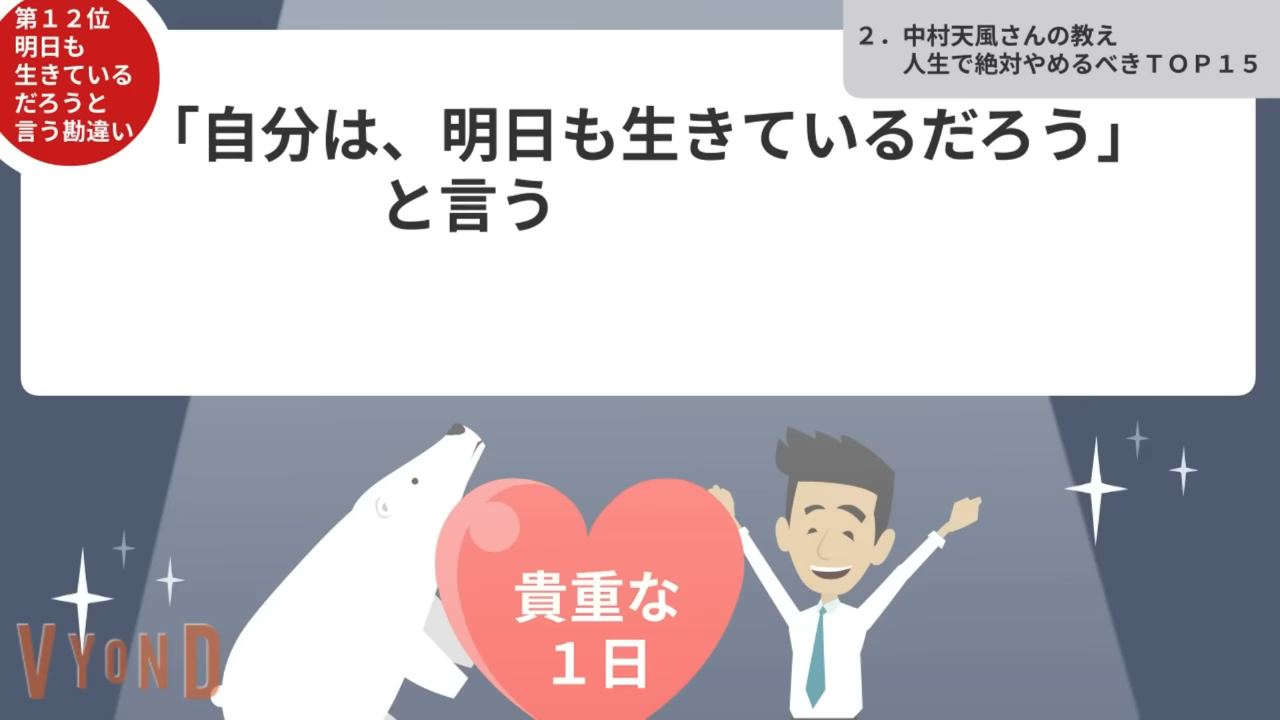 第１２位
明日も
生きている
だろうと
言う勘違い
２．中村天風さんの教え
人生で絶対やめるべきＴＯＰ１５
「自分は、明日も生きているだろう」
と言う
貴重な
１日
VYOND